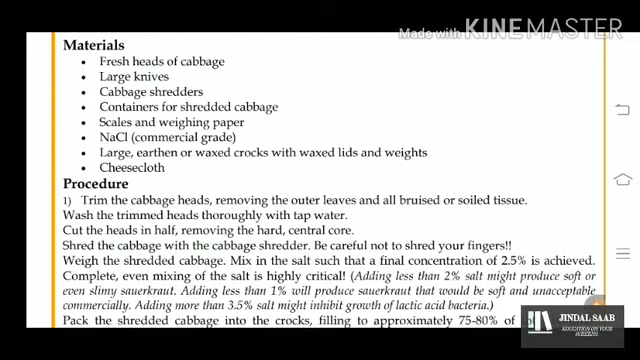 Made with KINEMASTER
Materials
• Fresh heads of cabbage
• Large knives
• Cabbage shredders
• Containers for shredded cabbage
• Scales and weighing paper
• NaCl (commercial grade)
• Large, earthen or waxed crocks with waxed lids and weights
• Cheesecloth
Procedure
1) Trim the cabbage heads, removing the outer leaves and all bruised or soiled tissue.
Wash the trimmed heads thoroughly with tap water.
Cut the heads in half, removing the hard, central core.
Shred the cabbage with the cabbage shredder. Be careful not to shred your fingers!!
Weigh the shredded cabbage. Mix in the salt such that a final concentration of 2.5% is achieved.
Complete, even mixing of the salt is highly critical! (Adding less than 2% salt might produce soft or
even slimy sauerkraut. Adding less than 1% will produce sauerkraut that would be soft and unacceptable
commercially. Adding more than 3.5% salt might inhibit growth of lactic acid bacteria.)
Pack the shredded cabbage into the crocks, filling to approximately 75-80% of
JINDAL SAAB
EDUCATION ON YOUR
SCREENS